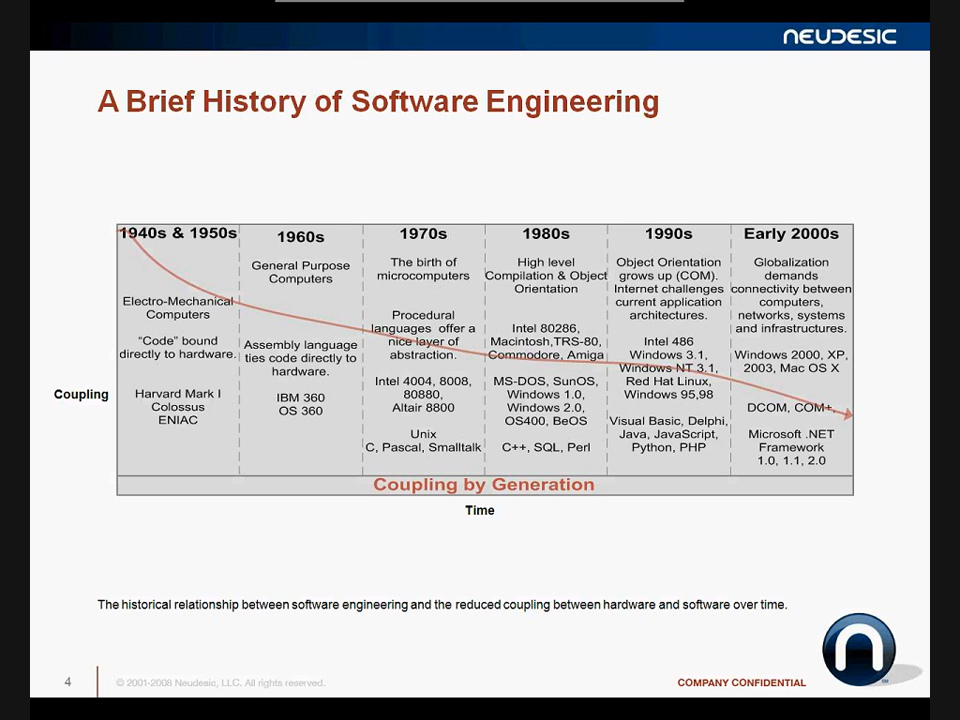 NEUDESIC
A Brief History of Software Engineering
1940s & 1950s
Electro-Mechanical
Computers
“Code” bound
directly to hardware.
Harvard Mark I
Colossus
ENIAC
1960s
General Purpose
Computers
Assembly language
ties code directly to
hardware.
IBM 360
OS 360
1970s
The birth of
microcomputers
Procedural
languages offer a
nice layer of
abstraction.
Intel 4004, 8008,
80880,
Altair 8800
Unix
C, Pascal, Smalltalk
1980s
High level
Compilation & Object
Orientation
Intel 80286,
Macintosh,TRS-80,
Commodore, Amiga
MS-DOS, SunOS,
Windows 1.0,
Windows 2.0,
OS400, BeOS
C++, SQL, Perl
1990s
Object Orientation
grows up (COM).
Internet challenges
current application
architectures.
Intel 486
Windows 3.1,
Windows NT 3.1,
Red Hat Linux,
Windows 95,98
Visual Basic, Delphi,
Java, JavaScript,
Python, PHP
Early 2000s
Globalization
demands
connectivity between
computers,
networks, systems
and infrastructures.
Windows 2000, XP,
2003, Mac OS X
DCOM, COM+,
Microsoft .NET
Framework
1.0, 1.1, 2.0
Coupling
Coupling by Generation
Time
The historical relationship between software engineering and the reduced coupling between hardware and software over time.
4
© 2001-2008 Neudesic, LLC. All rights reserved.
COMPANY CONFIDENTIAL
n